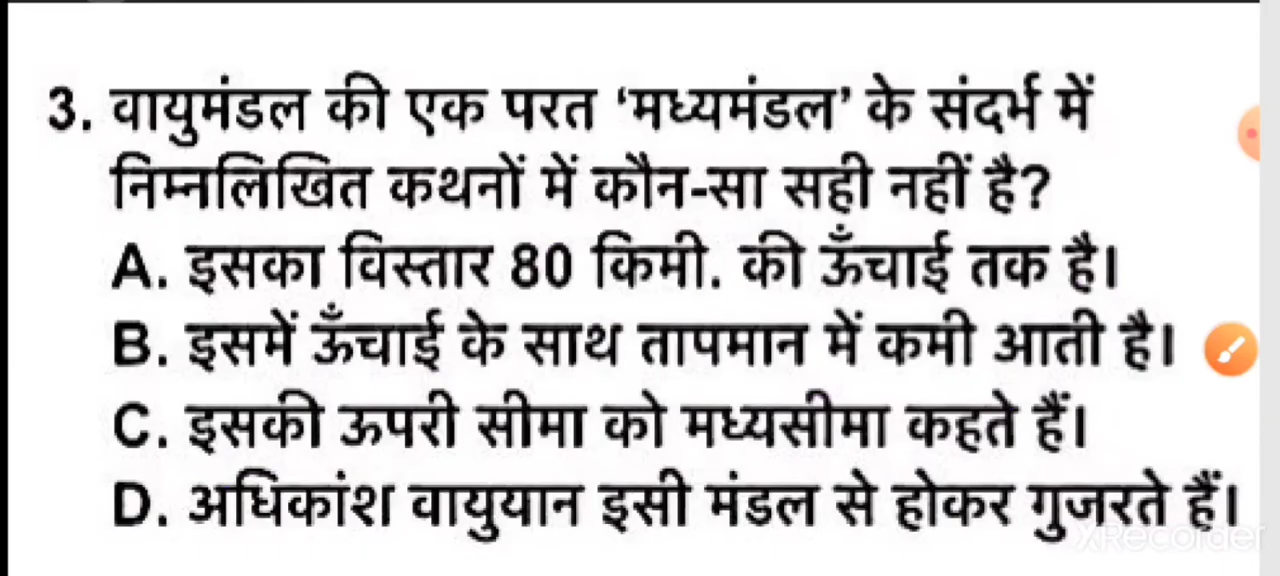 3. वायुमंडल की एक परत ‘मध्यमंडल’ के संदर्भ में
निम्नलिखित कथनों में कौन-सा सही नहीं है?
A. इसका विस्तार 80 किमी. की ऊँचाई तक है।
B. इसमें ऊँचाई के साथ तापमान में कमी आती है।
C. इसकी ऊपरी सीमा को मध्यसीमा कहते हैं।
D. अधिकांश वायुयान इसी मंडल से होकर गुजरते हैं।
XRecorder